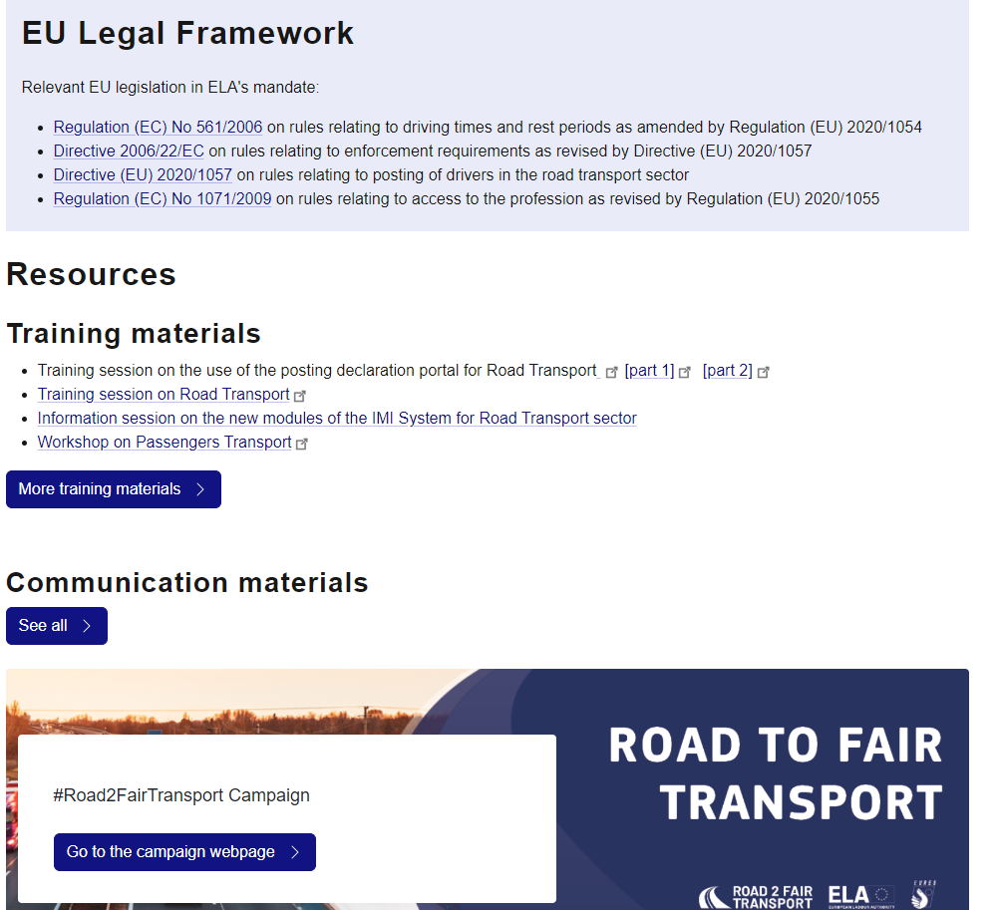 EU Legal Framework
Relevant EU legislation in ELA's mandate:
Regulation (EC) No 561/2006 on rules relating to driving times and rest periods as amended by Regulation (EU) 2020/1054
Directive 2006/22/EC on rules relating to enforcement requirements as revised by Directive (EU) 2020/1057
Directive (EU) 2020/1057 on rules relating to posting of drivers in the road transport sector
Regulation (EC) No 1071/2009 on rules relating to access to the profession as revised by Regulation (EU) 2020/1055
Resources
Training materials
Training session on the use of the posting declaration portal for Road Transport [part 1] [part 2]
Training session on Road Transport
Information session on the new modules of the IMI System for Road Transport sector
Workshop on Passengers Transport
More training materials
Communication materials
See all
ROAD TO FAIR
TRANSPORT
#Road2FairTransport Campaign
Go to the campaign webpage
ROAD 2 FAIR
TRANSPORT
ELA
EUROPEAN LABOUR AUTHORITY
EURES